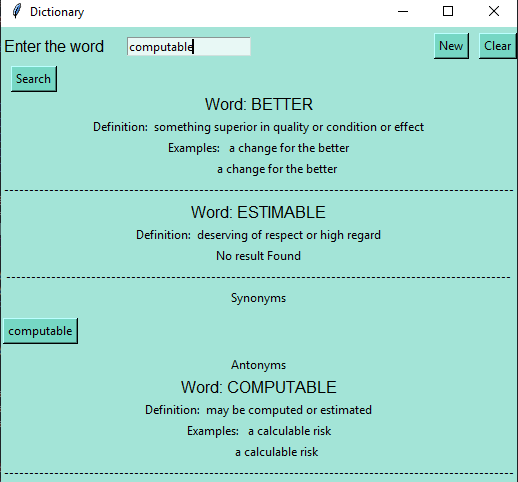 Dictionary
Enter the word computable New Clear
Search
Word: BETTER
Definition: something superior in quality or condition or effect
Examples: a change for the better
a change for the better
Word: ESTIMABLE
Definition: deserving of respect or high regard
No result Found
Synonyms
computable
Antonyms
Word: COMPUTABLE
Definition: may be computed or estimated
Examples: a calculable risk
a calculable risk